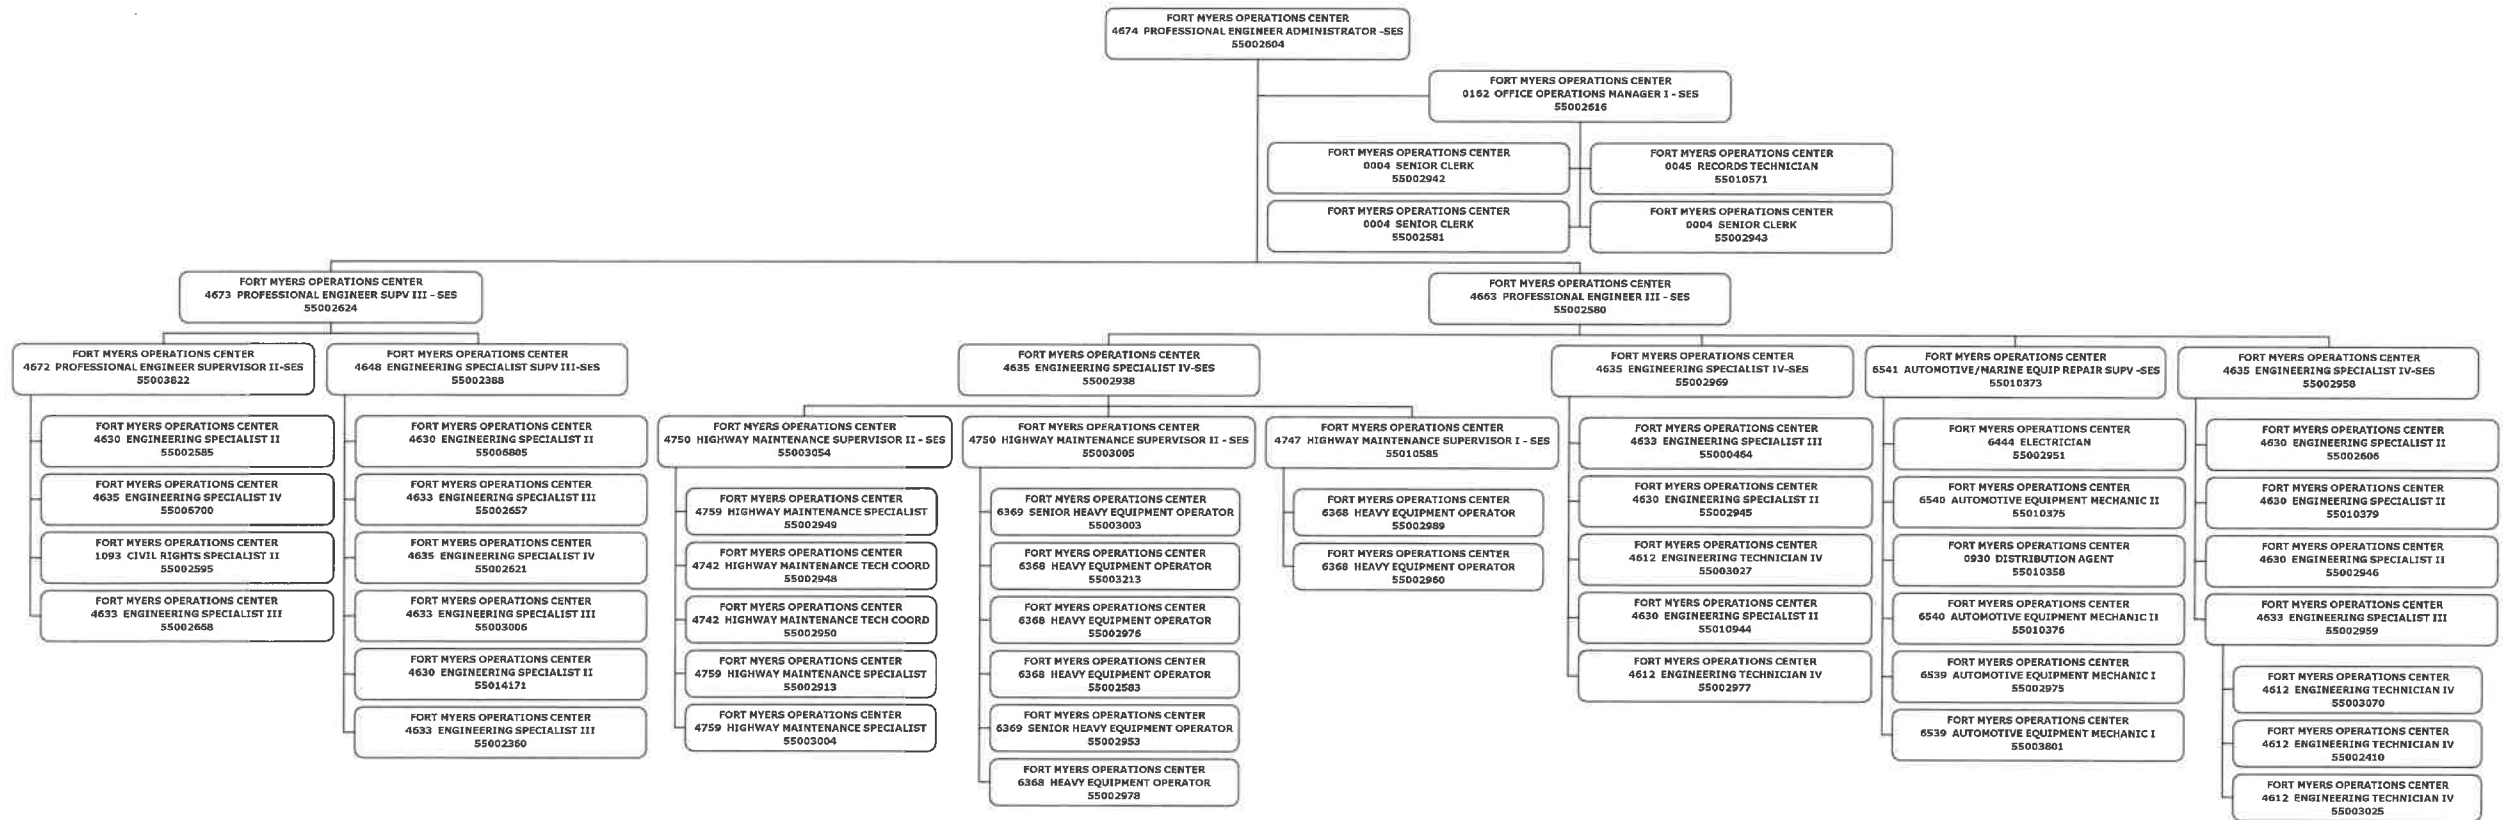 FORT MYERS OPERATIONS CENTER
4674 PROFESSIONAL ENGINEER ADMINISTRATOR -SES
55002604
FORT MYERS OPERATIONS CENTER
0162 OFFICE OPERATIONS MANAGER I - SES
55002616
FORT MYERS OPERATIONS CENTER
0004 SENIOR CLERK
55002942
FORT MYERS OPERATIONS CENTER
0045 RECORDS TECHNICIAN
55010571
FORT MYERS OPERATIONS CENTER
0004 SENIOR CLERK
55002581
FORT MYERS OPERATIONS CENTER
0004 SENIOR CLERK
55002943
FORT MYERS OPERATIONS CENTER
4673 PROFESSIONAL ENGINEER SUPV III - SES
55002624
FORT MYERS OPERATIONS CENTER
4663 PROFESSIONAL ENGINEER III - SES
55002580
FORT MYERS OPERATIONS CENTER
4672 PROFESSIONAL ENGINEER SUPERVISOR II-SES
55003822
FORT MYERS OPERATIONS CENTER
4648 ENGINEERING SPECIALIST SUPV III-SES
55002388
FORT MYERS OPERATIONS CENTER
4635 ENGINEERING SPECIALIST IV-SES
55002938
FORT MYERS OPERATIONS CENTER
4635 ENGINEERING SPECIALIST IV-SES
55002969
FORT MYERS OPERATIONS CENTER
6541 AUTOMOTIVE/MARINE EQUIP REPAIR SUPV -SES
55010373
FORT MYERS OPERATIONS CENTER
4635 ENGINEERING SPECIALIST IV-SES
55002958
FORT MYERS OPERATIONS CENTER
4630 ENGINEERING SPECIALIST II
55002585
FORT MYERS OPERATIONS CENTER
4635 ENGINEERING SPECIALIST IV
55006700
FORT MYERS OPERATIONS CENTER
1093 CIVIL RIGHTS SPECIALIST II
55002595
FORT MYERS OPERATIONS CENTER
4633 ENGINEERING SPECIALIST III
55002668
FORT MYERS OPERATIONS CENTER
4630 ENGINEERING SPECIALIST II
55006805
FORT MYERS OPERATIONS CENTER
4633 ENGINEERING SPECIALIST III
55002657
FORT MYERS OPERATIONS CENTER
4635 ENGINEERING SPECIALIST IV
55002621
FORT MYERS OPERATIONS CENTER
4633 ENGINEERING SPECIALIST III
55003006
FORT MYERS OPERATIONS CENTER
4630 ENGINEERING SPECIALIST II
55014171
FORT MYERS OPERATIONS CENTER
4633 ENGINEERING SPECIALIST III
55002360
FORT MYERS OPERATIONS CENTER
4750 HIGHWAY MAINTENANCE SUPERVISOR II - SES
55003054
FORT MYERS OPERATIONS CENTER
4759 HIGHWAY MAINTENANCE SPECIALIST
55002949
FORT MYERS OPERATIONS CENTER
4742 HIGHWAY MAINTENANCE TECH COORD
55002948
FORT MYERS OPERATIONS CENTER
4742 HIGHWAY MAINTENANCE TECH COORD
55002950
FORT MYERS OPERATIONS CENTER
4759 HIGHWAY MAINTENANCE SPECIALIST
55002913
FORT MYERS OPERATIONS CENTER
4759 HIGHWAY MAINTENANCE SPECIALIST
55003004
FORT MYERS OPERATIONS CENTER
4750 HIGHWAY MAINTENANCE SUPERVISOR II - SES
55003005
FORT MYERS OPERATIONS CENTER
6369 SENIOR HEAVY EQUIPMENT OPERATOR
55003003
FORT MYERS OPERATIONS CENTER
6368 HEAVY EQUIPMENT OPERATOR
55003213
FORT MYERS OPERATIONS CENTER
6368 HEAVY EQUIPMENT OPERATOR
55002976
FORT MYERS OPERATIONS CENTER
6368 HEAVY EQUIPMENT OPERATOR
55002583
FORT MYERS OPERATIONS CENTER
6369 SENIOR HEAVY EQUIPMENT OPERATOR
55002953
FORT MYERS OPERATIONS CENTER
6368 HEAVY EQUIPMENT OPERATOR
55002978
FORT MYERS OPERATIONS CENTER
4747 HIGHWAY MAINTENANCE SUPERVISOR I - SES
55010585
FORT MYERS OPERATIONS CENTER
6368 HEAVY EQUIPMENT OPERATOR
55002989
FORT MYERS OPERATIONS CENTER
6368 HEAVY EQUIPMENT OPERATOR
55002960
FORT MYERS OPERATIONS CENTER
4633 ENGINEERING SPECIALIST III
55000464
FORT MYERS OPERATIONS CENTER
4630 ENGINEERING SPECIALIST II
55002945
FORT MYERS OPERATIONS CENTER
4612 ENGINEERING TECHNICIAN IV
55003027
FORT MYERS OPERATIONS CENTER
4630 ENGINEERING SPECIALIST II
55010944
FORT MYERS OPERATIONS CENTER
4612 ENGINEERING TECHNICIAN IV
55002977
FORT MYERS OPERATIONS CENTER
6444 ELECTRICIAN
55002951
FORT MYERS OPERATIONS CENTER
6540 AUTOMOTIVE EQUIPMENT MECHANIC II
55010375
FORT MYERS OPERATIONS CENTER
0930 DISTRIBUTION AGENT
55010358
FORT MYERS OPERATIONS CENTER
6540 AUTOMOTIVE EQUIPMENT MECHANIC II
55010376
FORT MYERS OPERATIONS CENTER
6539 AUTOMOTIVE EQUIPMENT MECHANIC I
55002975
FORT MYERS OPERATIONS CENTER
6539 AUTOMOTIVE EQUIPMENT MECHANIC I
55003801
FORT MYERS OPERATIONS CENTER
4630 ENGINEERING SPECIALIST II
55002606
FORT MYERS OPERATIONS CENTER
4630 ENGINEERING SPECIALIST II
55010379
FORT MYERS OPERATIONS CENTER
4630 ENGINEERING SPECIALIST II
55002946
FORT MYERS OPERATIONS CENTER
4633 ENGINEERING SPECIALIST III
55002959
FORT MYERS OPERATIONS CENTER
4612 ENGINEERING TECHNICIAN IV
55003070
FORT MYERS OPERATIONS CENTER
4612 ENGINEERING TECHNICIAN IV
55002410
FORT MYERS OPERATIONS CENTER
4612 ENGINEERING TECHNICIAN IV
55003025